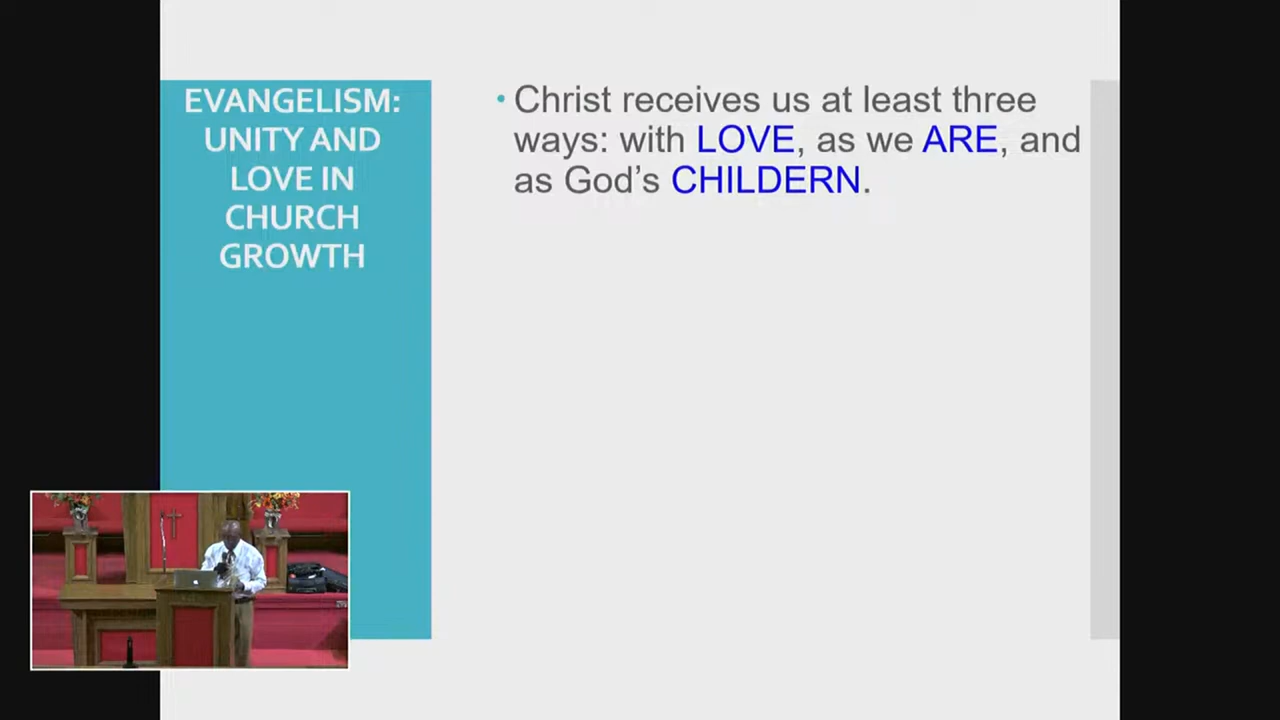 EVANGELISM:
UNITY AND
LOVE IN
CHURCH
GROWTH
• Christ receives us at least three
ways: with LOVE, as we ARE, and
as God’s CHILDERN.